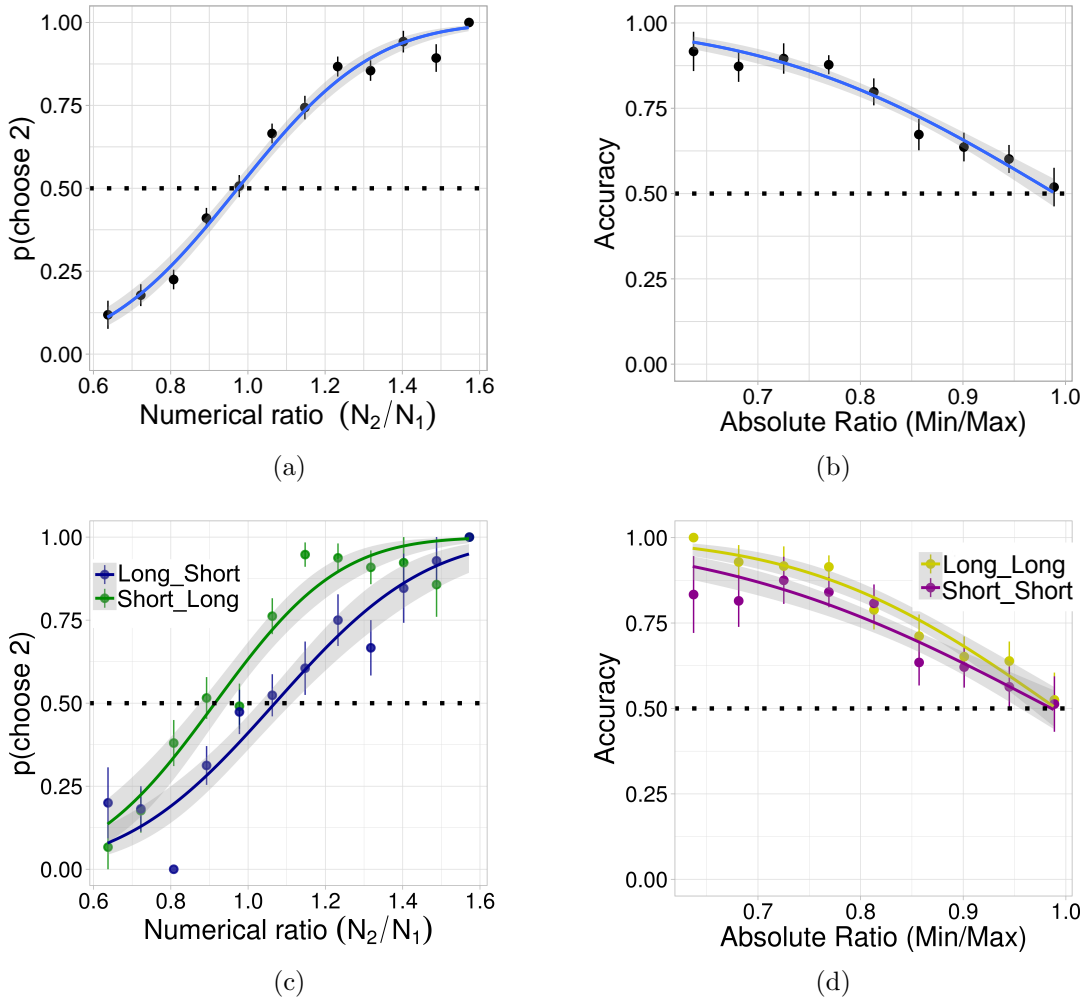 1.00
0.75
0.50
0.25
0.00
p(choose 2)
0.6 0.8 1.0 1.2 1.4 1.6
Numerical ratio (N₂/N₁)
(a)
1.00
0.75
0.50
0.25
0.00
Accuracy
0.7 0.8 0.9 1.0
Absolute Ratio (Min/Max)
(b)
1.00
0.75
0.50
0.25
0.00
p(choose 2)
Long_Short
Short_Long
0.6 0.8 1.0 1.2 1.4 1.6
Numerical ratio (N₂/N₁)
(c)
1.00
0.75
0.50
0.25
0.00
Accuracy
Long_Long
Short_Short
0.7 0.8 0.9 1.0
Absolute Ratio (Min/Max)
(d)